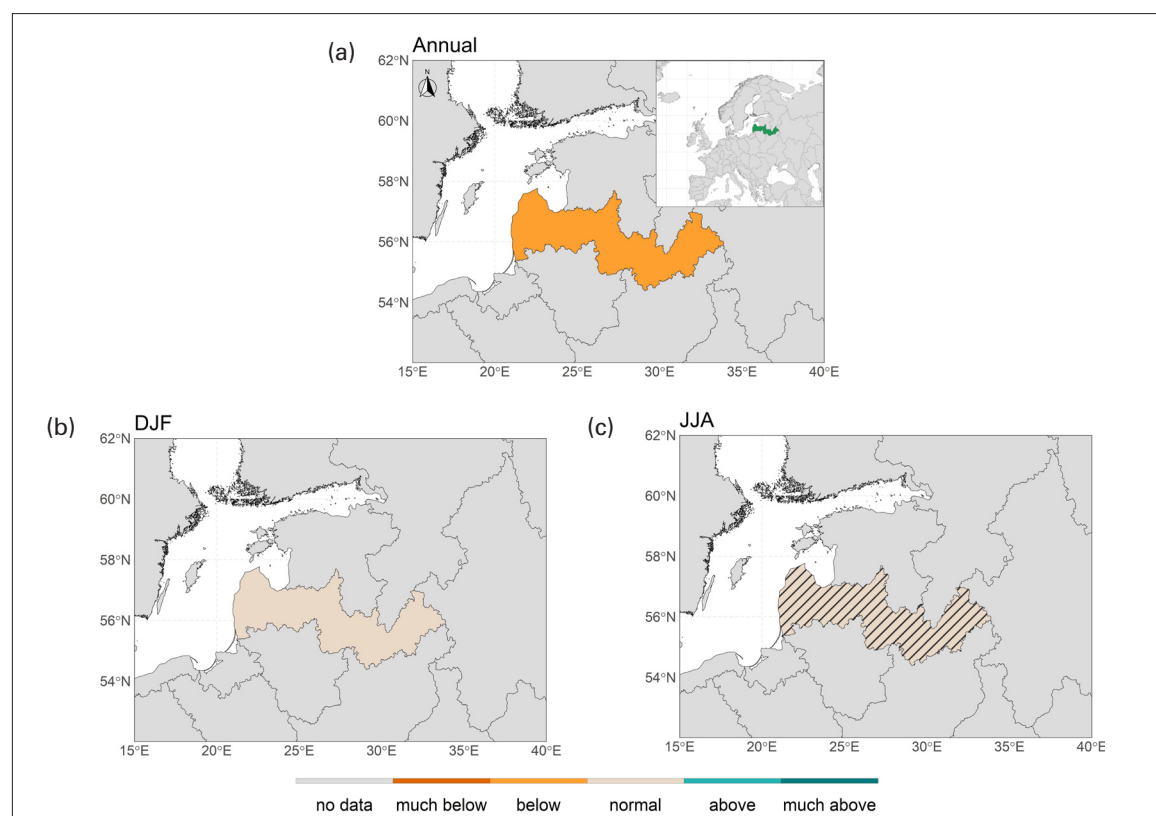 (a) Annual
N
62°N
60°N
58°N
56°N
54°N
15°E 20°E 25°E 30°E 35°E 40°E
(b) DJF
62°N
60°N
58°N
56°N
54°N
15°E 20°E 25°E 30°E 35°E 40°E
(c) JJA
62°N
60°N
58°N
56°N
54°N
15°E 20°E 25°E 30°E 35°E 40°E
no data much below below normal above much above